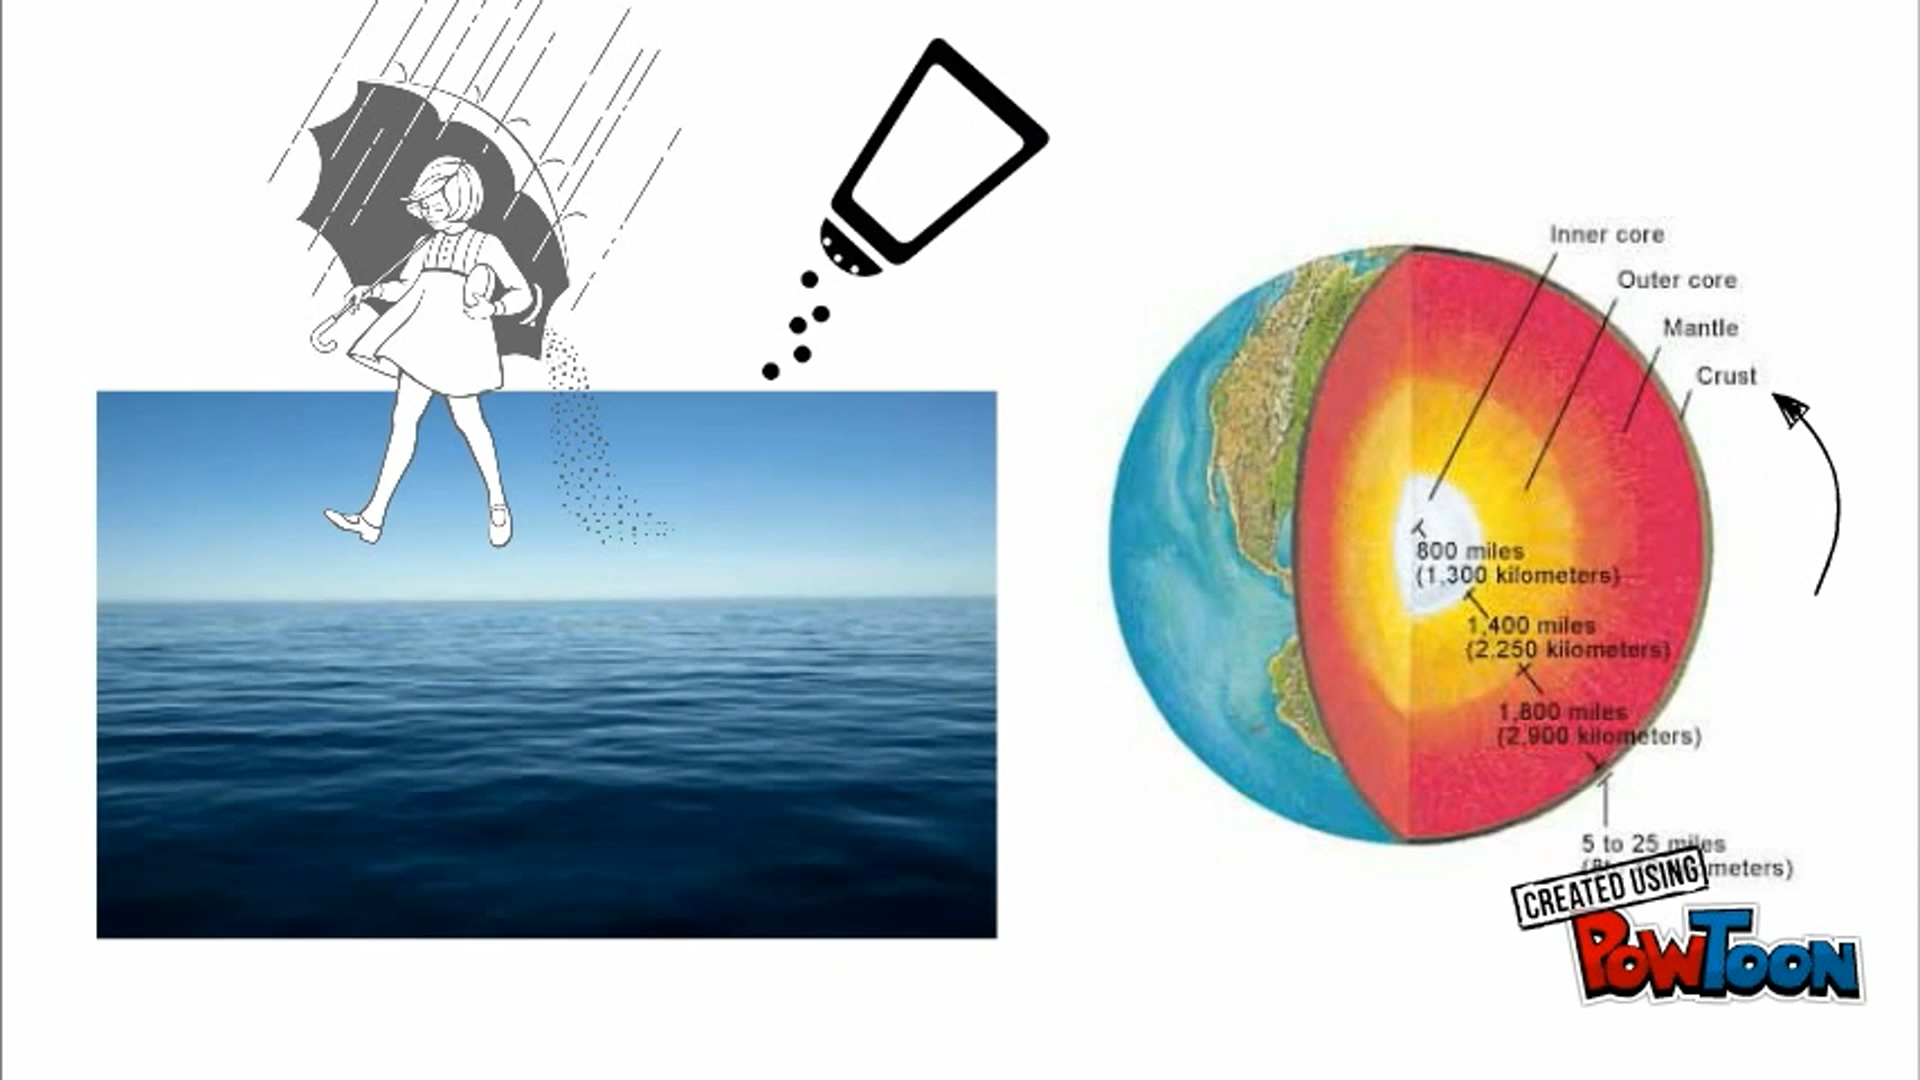 Inner core
Outer core
Mantle
Crust
800 miles
(1,300 kilometers)
1,400 miles
(2.250 kilometers)
1,800 miles
(2,900 kilometers)
5 to 25 miles
meters)
CREATED USING
POWTOON